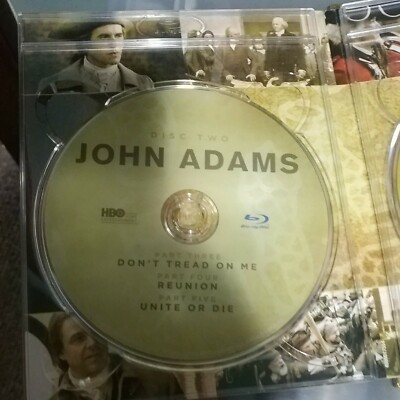 DISC TWO
JOHN ADAMS
HBO
Blu-ray Disc
PART THREE
DON'T TREAD ON ME
PART FOUR
REUNION
PART FIVE
UNITE OR DIE